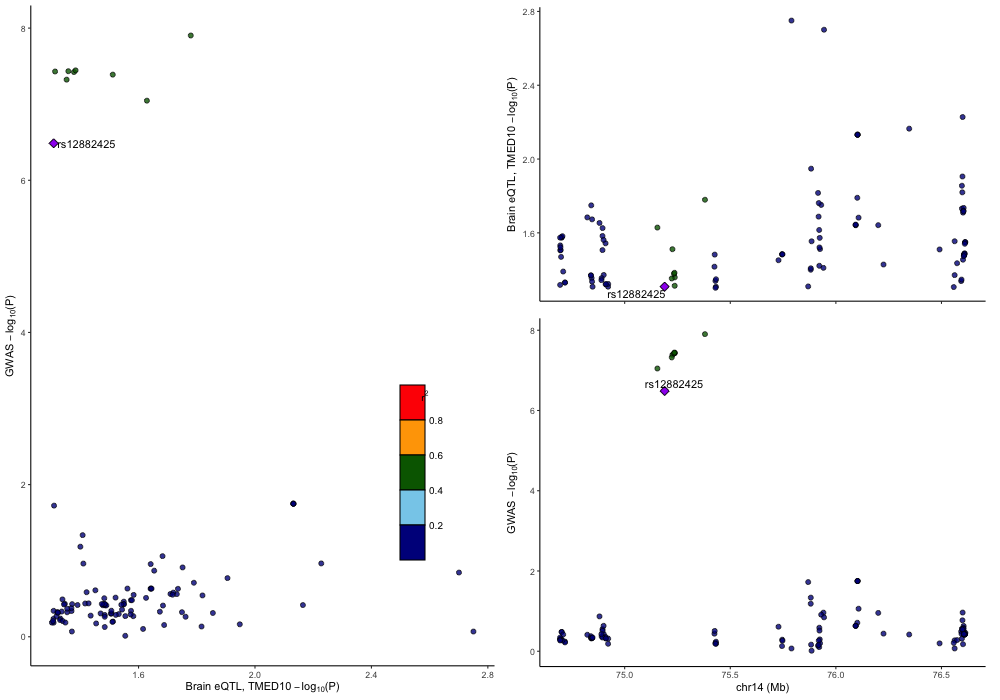 8
6
4
2
0
GWAS −log10(P)
rs12882425
r2
0.8
0.6
0.4
0.2
1.6
2.0
2.4
2.8
Brain eQTL, TMED10 −log10(P)
2.8
2.4
2.0
1.6
Brain eQTL, TMED10 −log10(P)
rs12882425
8
6
4
2
0
GWAS −log10(P)
rs12882425
75.0
75.5
76.0
76.5
chr14 (Mb)